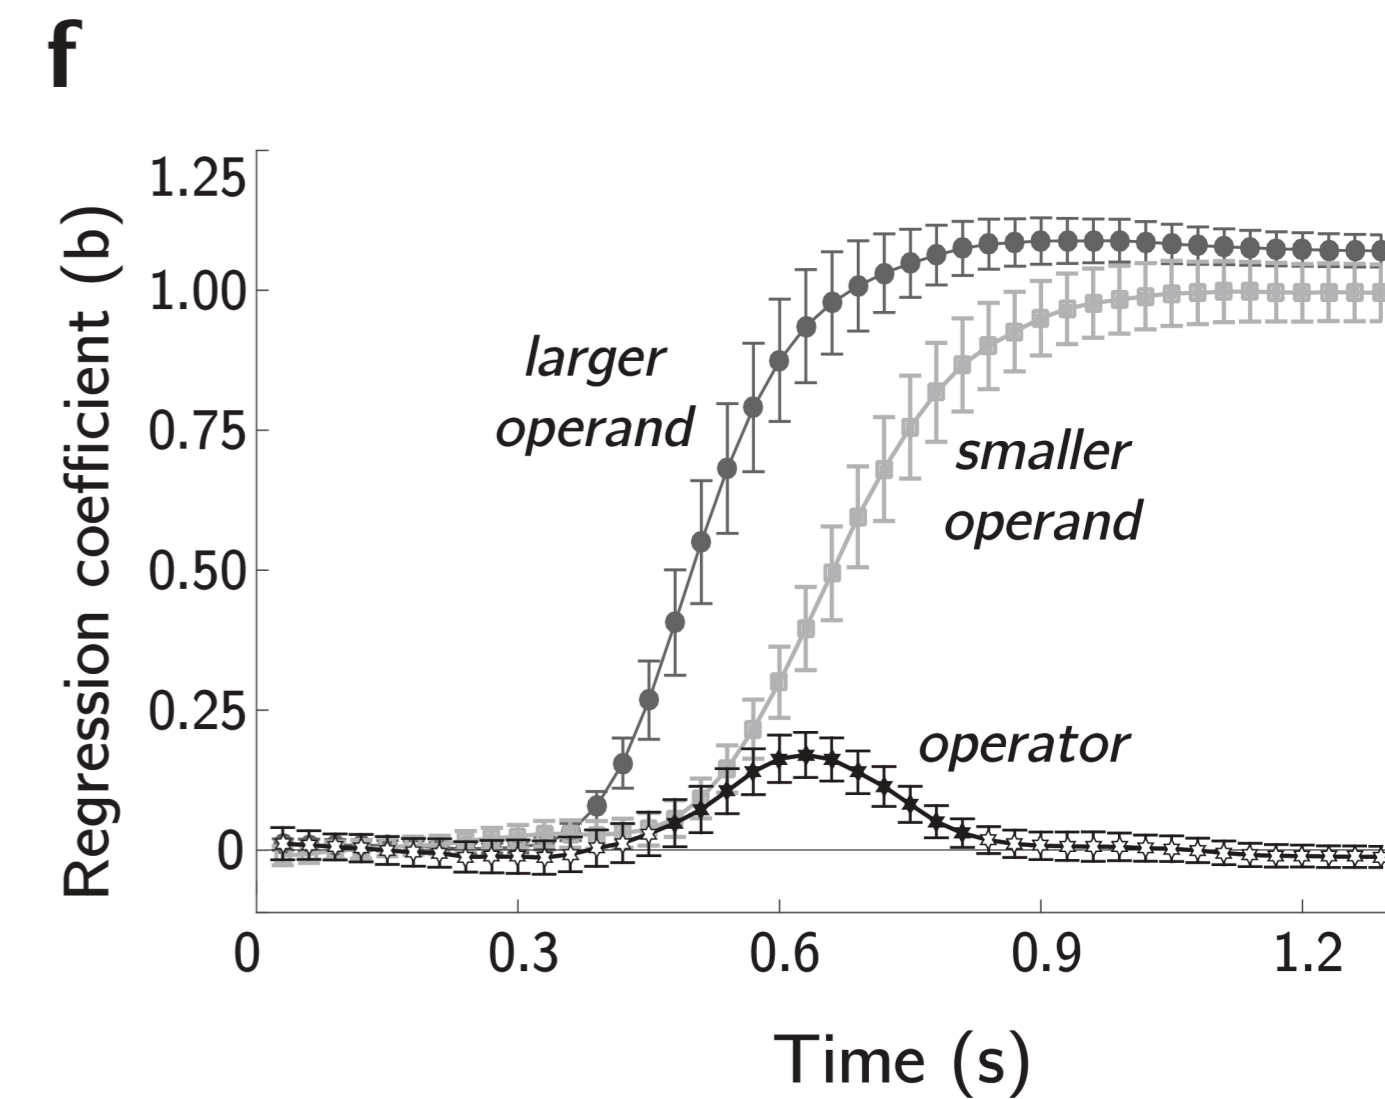 f
Regression coefficient (b)
1.25
1.00
0.75
0.50
0.25
0
larger
operand
smaller
operand
operator
0
0.3
0.6
0.9
1.2
Time (s)